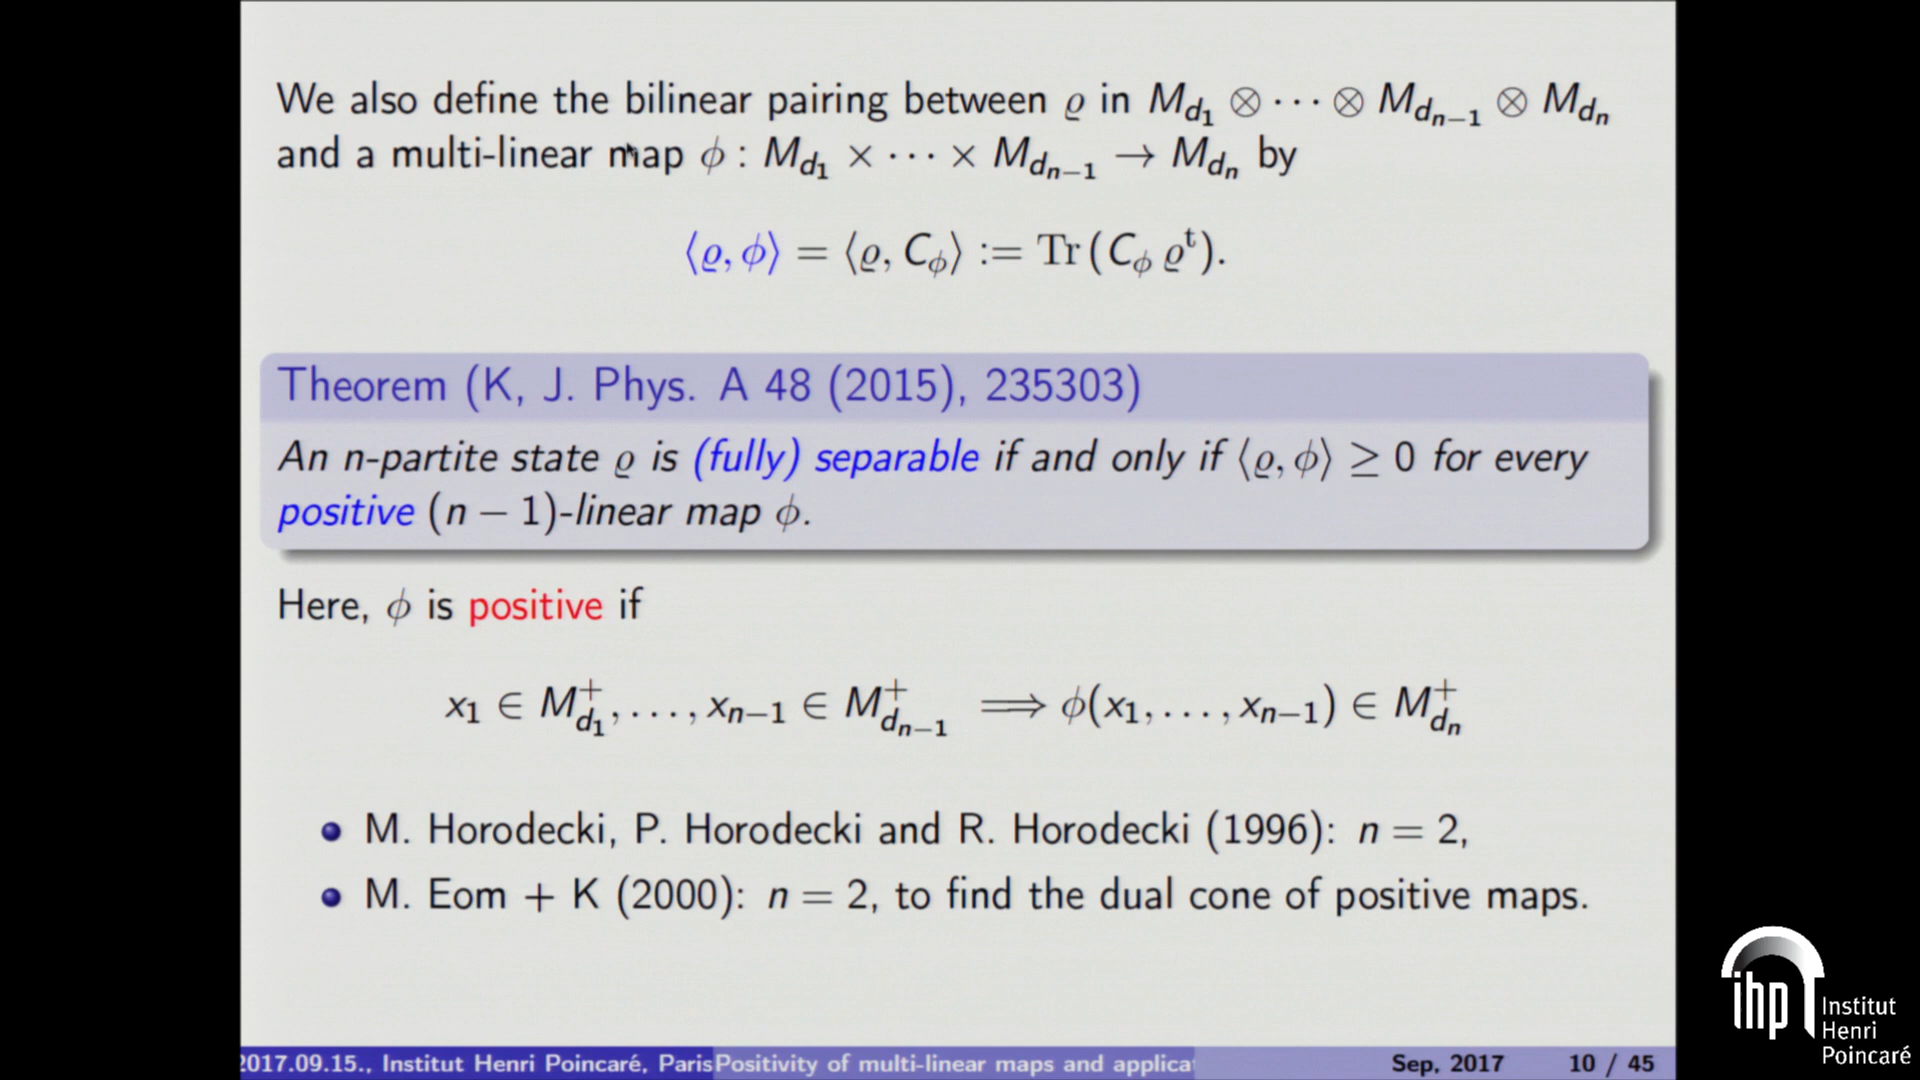 We also define the bilinear pairing between ϱ in M_{d_1} ⊗ ··· ⊗ M_{d_{n−1}} ⊗ M_{d_n}
and a multi-linear map ϕ : M_{d_1} × ··· × M_{d_{n−1}} → M_{d_n} by
⟨ϱ, ϕ⟩ = ⟨ϱ, C_ϕ⟩ := Tr (C_ϕ ϱ^t).
Theorem (K, J. Phys. A 48 (2015), 235303)
An n-partite state ϱ is (fully) separable if and only if ⟨ϱ, ϕ⟩ ≥ 0 for every
positive (n − 1)-linear map ϕ.
Here, ϕ is positive if
x_1 ∈ M^+_{d_1}, . . . , x_{n−1} ∈ M^+_{d_{n−1}} ⟹ ϕ(x_1, . . . , x_{n−1}) ∈ M^+_{d_n}
M. Horodecki, P. Horodecki and R. Horodecki (1996): n = 2,
M. Eom + K (2000): n = 2, to find the dual cone of positive maps.
2017.09.15., Institut Henri Poincaré, Paris Positivity of multi-linear maps and applica Sep, 2017 10 / 45
ihp Institut
Henri
Poincaré